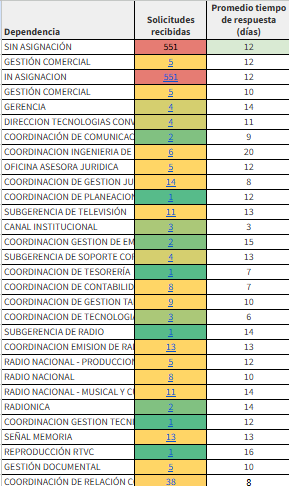 Dependencia Solicitudes recibidas Promedio tiempo de respuesta (días)
SIN ASIGNACIÓN 551 12
GESTIÓN COMERCIAL 5 12
IN ASIGNACION 551 12
GESTIÓN COMERCIAL 5 10
GERENCIA 4 14
DIRECCION TECNOLOGIAS CONV 4 11
COORDINACIÓN DE COMUNICAC 2 9
COORDINACION INGENIERIA DE 6 20
OFICINA ASESORA JURIDICA 5 12
COORDINACION DE GESTION JU 14 8
COORDINACION DE PLANEACION 1 12
SUBGERENCIA DE TELEVISIÓN 11 13
CANAL INSTITUCIONAL 3 3
COORDINACION GESTION DE EM 2 15
SUBGERENCIA DE SOPORTE COR 4 13
COORDINACION DE TESORERÍA 1 7
COORDINACION DE CONTABILID 8 7
COORDINACION DE GESTION TA 9 10
COORDINACION DE TECNOLOGIA 3 6
SUBGERENCIA DE RADIO 1 14
COORDINACION EMISION DE RA 13 13
RADIO NACIONAL - PRODUCCION 5 12
RADIO NACIONAL 8 10
RADIO NACIONAL - MUSICAL Y CU 11 14
RADIONICA 2 14
COORDINACION GESTION TECNI 1 12
SEÑAL MEMORIA 13 13
REPRODUCCIÓN RTVC 1 16
GESTIÓN DOCUMENTAL 5 10
COORDINACIÓN DE RELACIÓN C 38 8